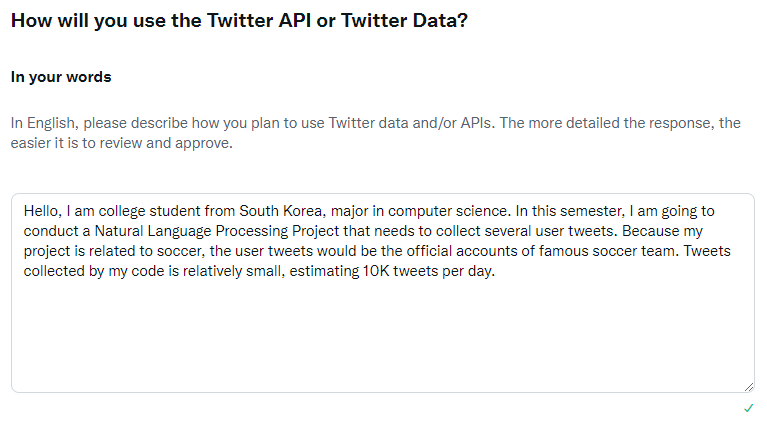 How will you use the Twitter API or Twitter Data?
In your words
In English, please describe how you plan to use Twitter data and/or APIs. The more detailed the response, the
easier it is to review and approve.
Hello, I am college student from South Korea, major in computer science. In this semester, I am going to
conduct a Natural Language Processing Project that needs to collect several user tweets. Because my
project is related to soccer, the user tweets would be the official accounts of famous soccer team. Tweets
collected by my code is relatively small, estimating 10K tweets per day.